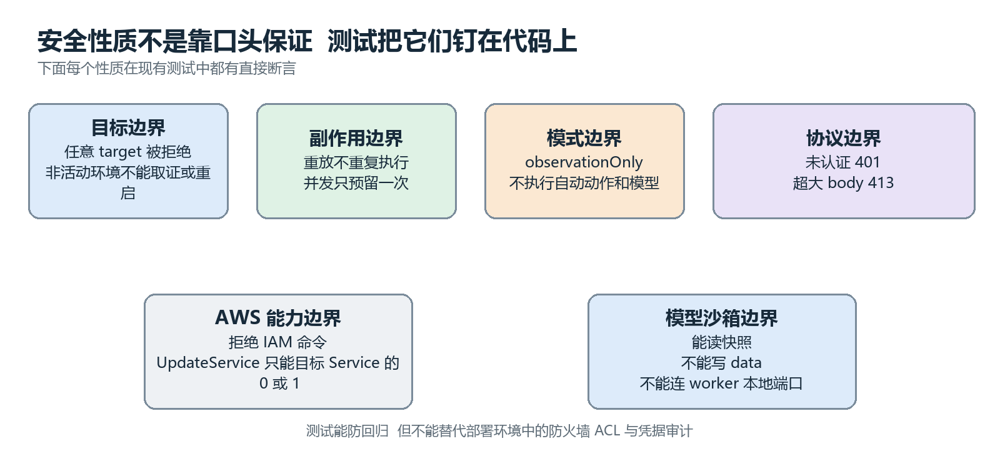 安全性质不是靠口头保证 测试把它们钉在代码上
下面每个性质在现有测试中都有直接断言
目标边界
任意 target 被拒绝
非活动环境不能取证或重
启
副作用边界
重放不重复执行
并发只预留一次
模式边界
observationOnly
不执行自动动作和模型
协议边界
未认证 401
超大 body 413
AWS 能力边界
拒绝 IAM 命令
UpdateService 只能目标 Service 的
0 或 1
模型沙箱边界
能读快照
不能写 data
不能连 worker 本地端口
测试能防回归 但不能替代部署环境中的防火墙 ACL 与凭据审计